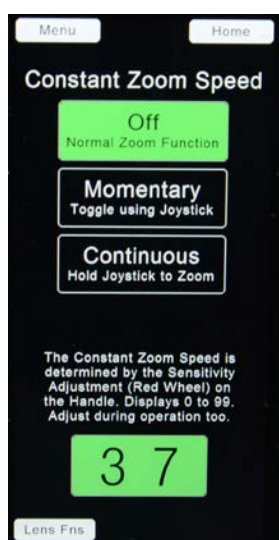 Menu Home
Constant Zoom Speed
Off
Normal Zoom Function
Momentary
Toggle using Joystick
Continuous
Hold Joystick to Zoom
The Constant Zoom Speed is
determined by the Sensitivity
Adjustment (Red Wheel) on
the Handle. Displays 0 to 99.
Adjust during operation too.
3 7
Lens Fns